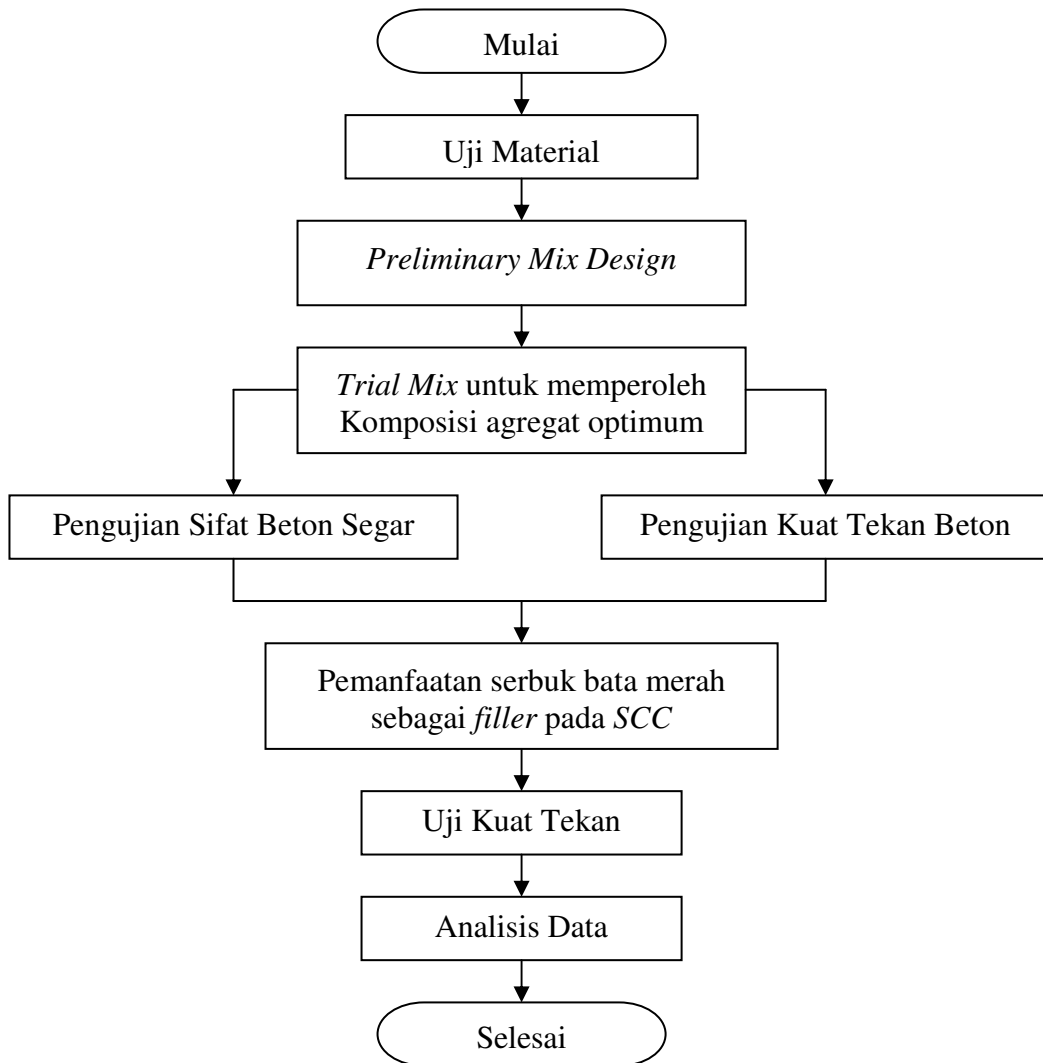 Mulai
Uji Material
Preliminary Mix Design
Trial Mix untuk memperoleh
Komposisi agregat optimum
Pengujian Sifat Beton Segar
Pengujian Kuat Tekan Beton
Pemanfaatan serbuk bata merah
sebagai filler pada SCC
Uji Kuat Tekan
Analisis Data
Selesai